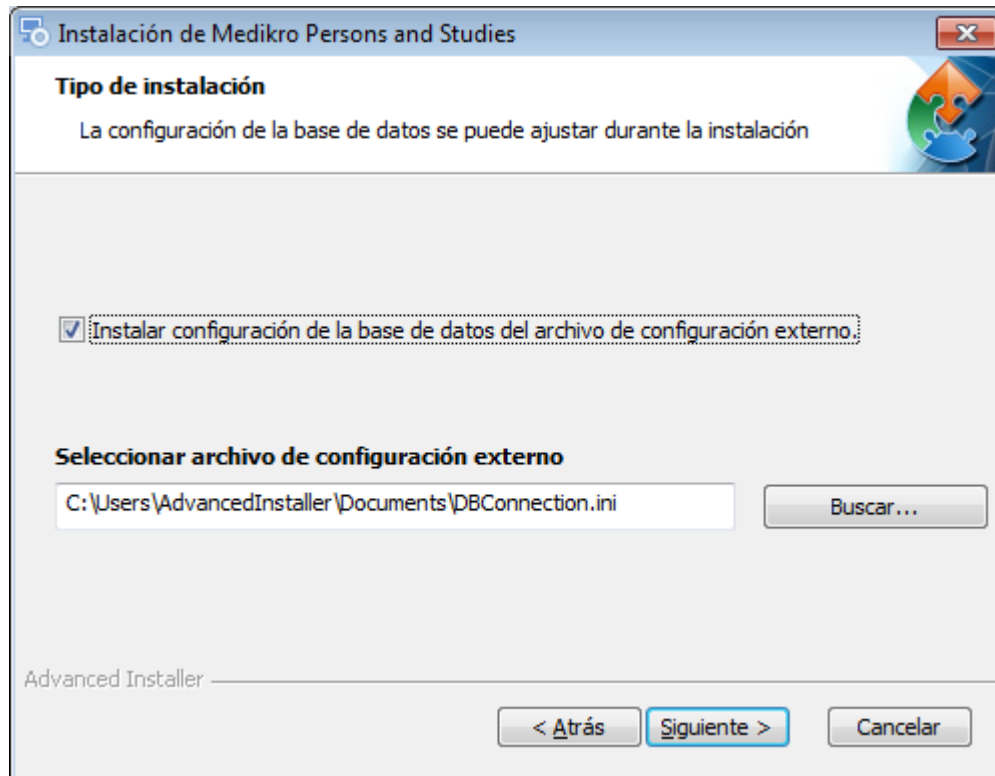 Instalación de Medikro Persons and Studies
Tipo de instalación
La configuración de la base de datos se puede ajustar durante la instalación
Instalar configuración de la base de datos del archivo de configuración externo.
Seleccionar archivo de configuración externo
C:\Users\AdvancedInstaller\Documents\DBConnection.ini
Buscar...
Advanced Installer
< Atrás
Siguiente >
Cancelar